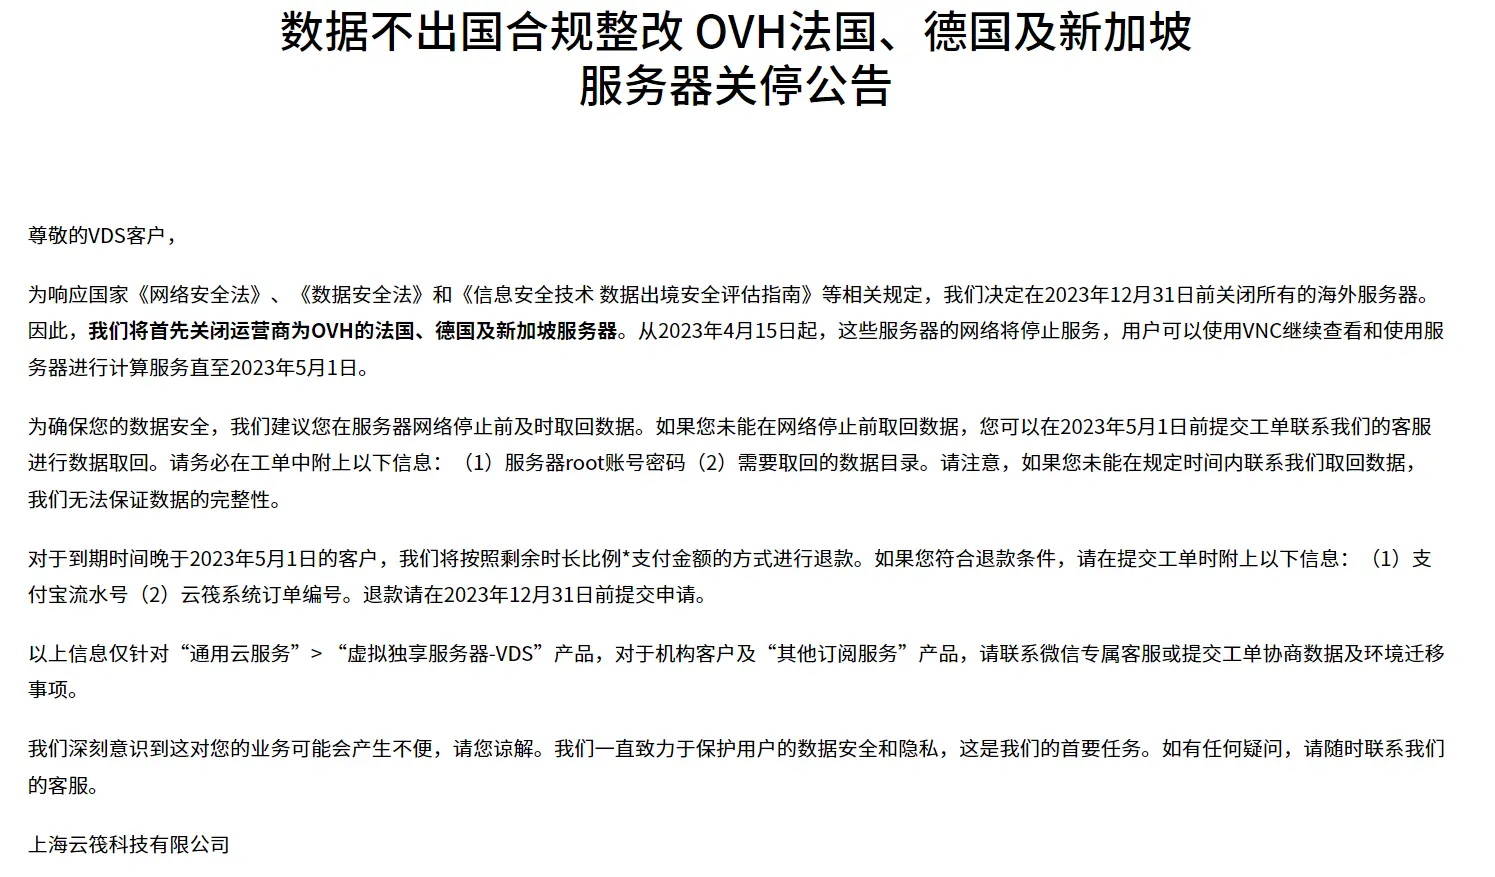 数据不出国合规整改 OVH法国、德国及新加坡
服务器关停公告
尊敬的VDS客户，
为响应国家《网络安全法》、《数据安全法》和《信息安全技术 数据出境安全评估指南》等相关规定，我们决定在2023年12月31日前关闭所有的海外服务器。
因此，我们将首先关闭运营商为OVH的法国、德国及新加坡服务器。从2023年4月15日起，这些服务器的网络将停止服务，用户可以使用VNC继续查看和使用服
务器进行计算服务直至2023年5月1日。
为确保您的数据安全，我们建议您在服务器网络停止前及时取回数据。如果您未能在网络停止前取回数据，您可以在2023年5月1日前提交工单联系我们的客服
进行数据取回。请务必在工单中附上以下信息：（1）服务器root账号密码（2）需要取回的数据目录。请注意，如果您未能在规定时间内联系我们取回数据，
我们无法保证数据的完整性。
对于到期时间晚于2023年5月1日的客户，我们将按照剩余时长比例*支付金额的方式进行退款。如果您符合退款条件，请在提交工单时附上以下信息：（1）支
付宝流水号（2）云筏系统订单编号。退款请在2023年12月31日前提交申请。
以上信息仅针对“通用云服务”> “虚拟独享服务器-VDS”产品，对于机构客户及“其他订阅服务”产品，请联系微信专属客服或提交工单协商数据及环境迁移
事项。
我们深刻意识到这对您的业务可能会产生不便，请您谅解。我们一直致力于保护用户的数据安全和隐私，这是我们的首要任务。如有任何疑问，请随时联系我们
的客服。
上海云筏科技有限公司